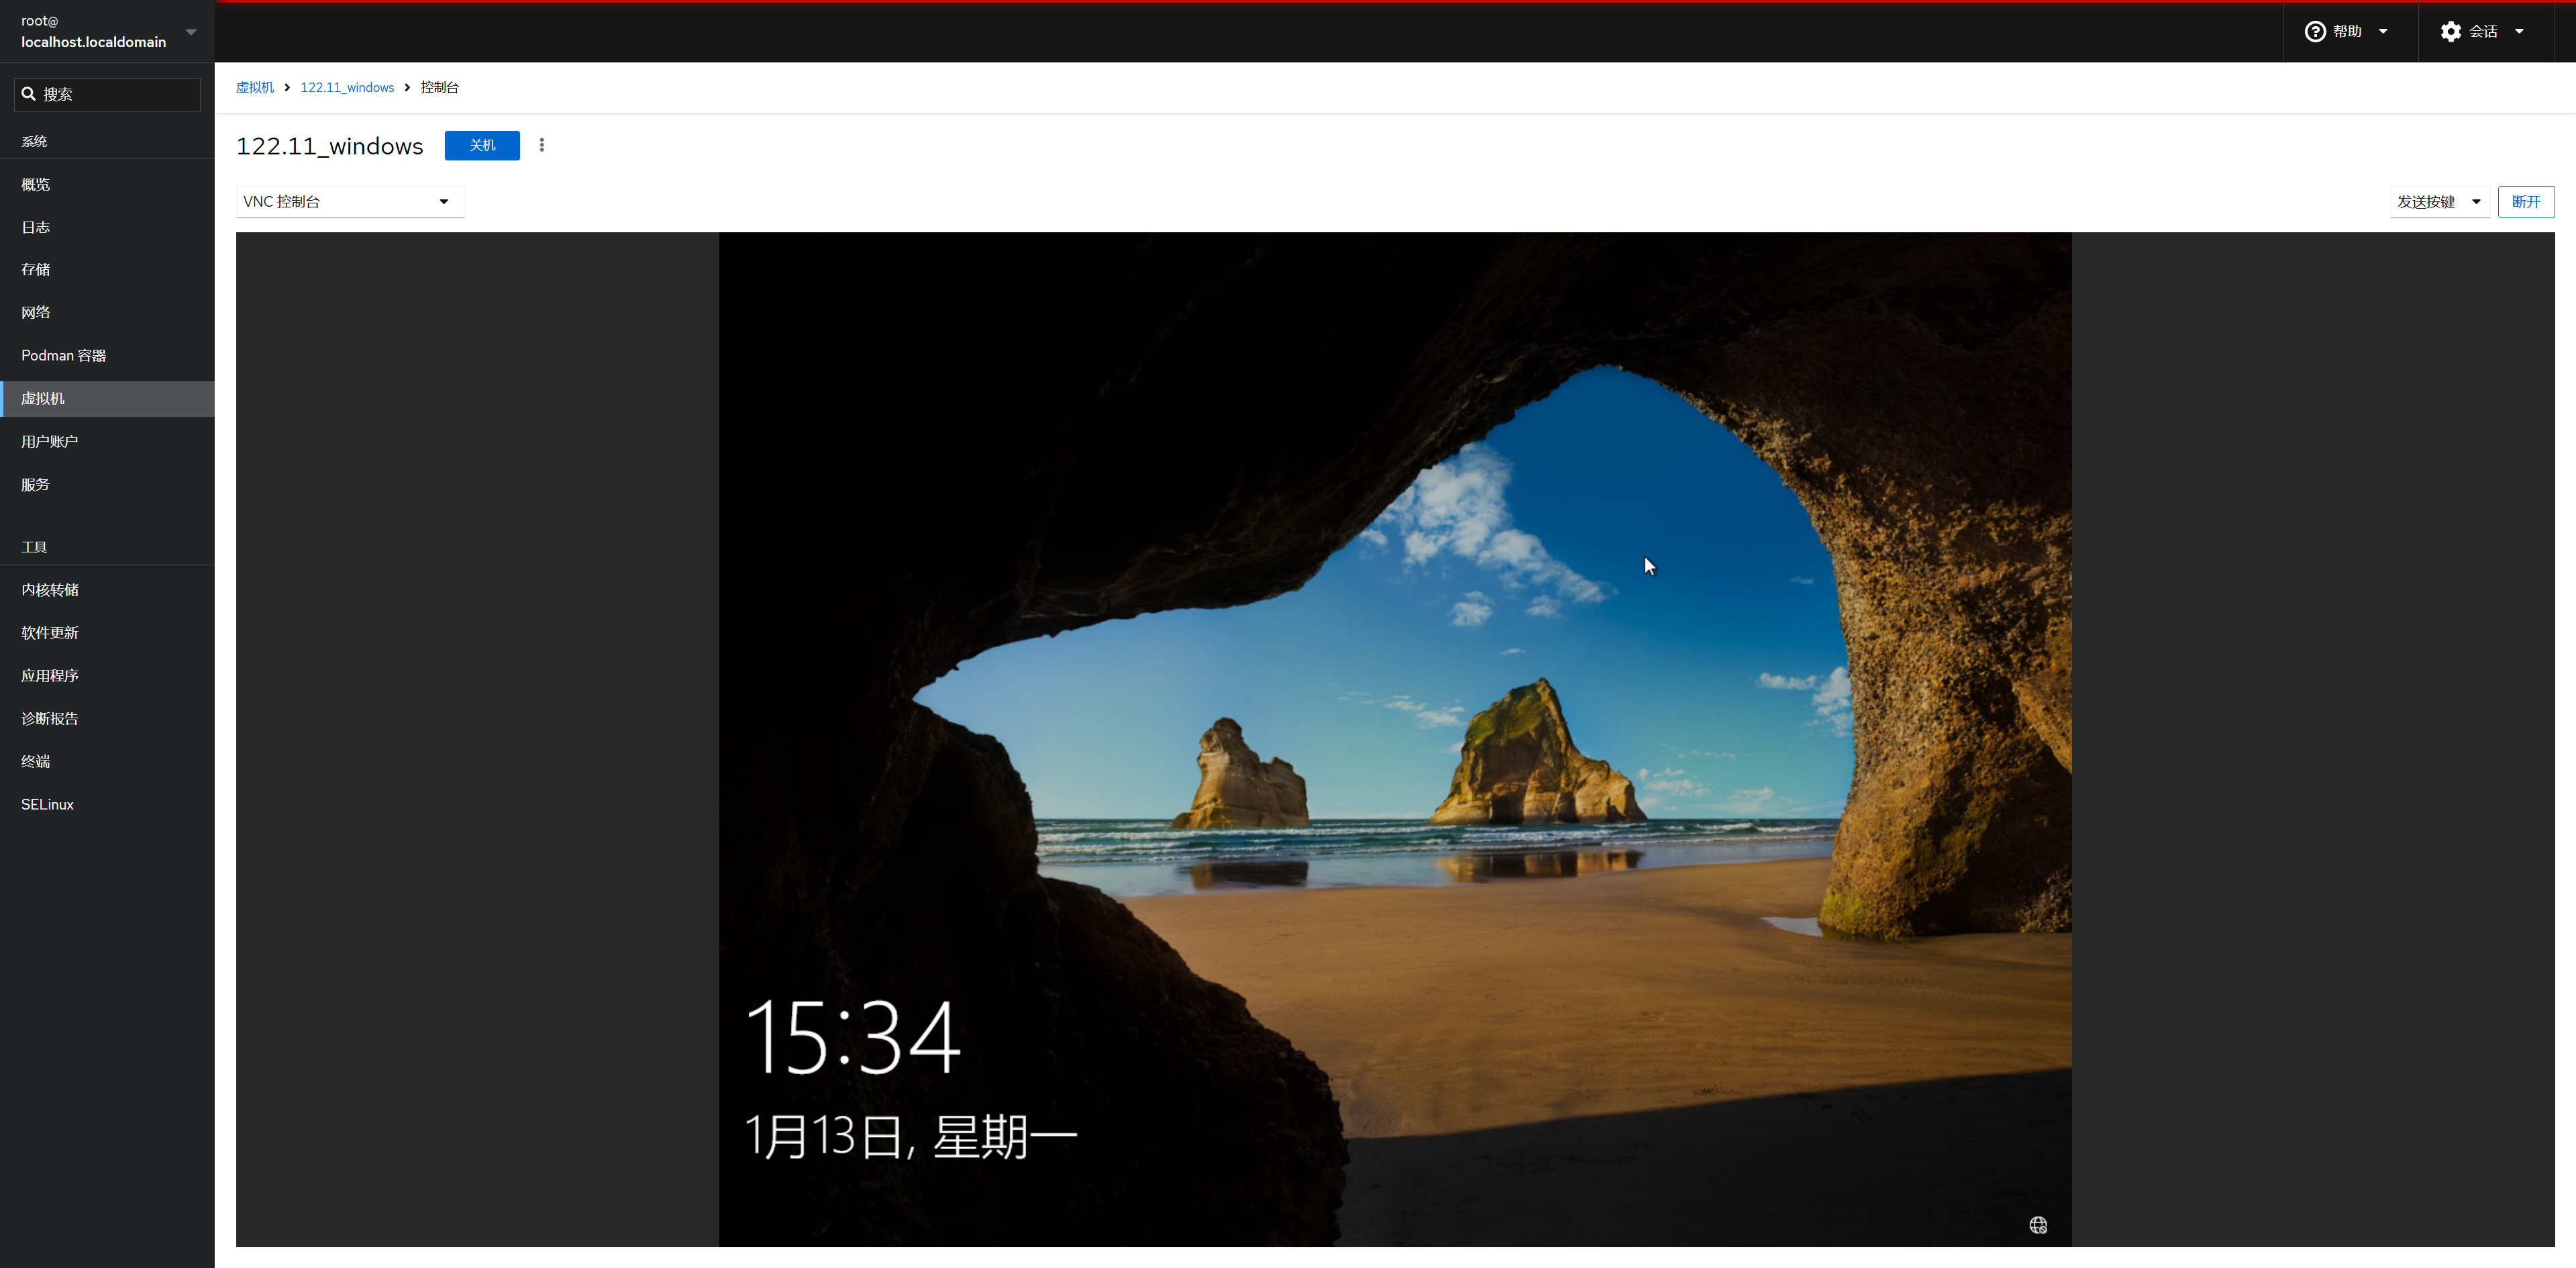 root@
localhost.localdomain
帮助
会话
搜索
系统
概览
日志
存储
网络
Podman 容器
虚拟机
用户账户
服务
工具
内核转储
软件更新
应用程序
诊断报告
终端
SELinux
虚拟机 > 122.11_windows > 控制台
122.11_windows
关机
VNC 控制台
发送按键
断开
15:34
1月13日, 星期一